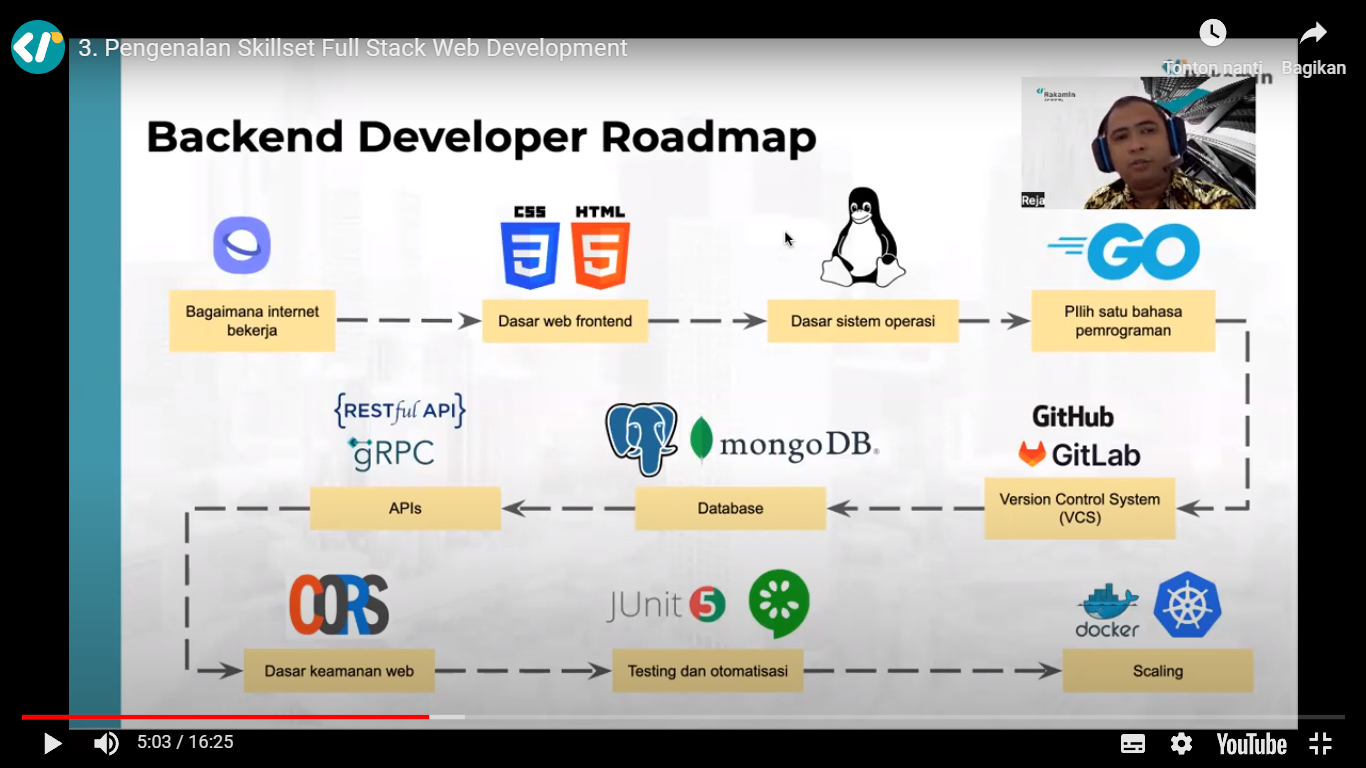 3. Pengenalan Skillset Full Stack Web Development
Tonton nanti
Bagikan
Backend Developer Roadmap
Rakamin
Reja
CSS
HTML
3
5
GO
Bagaimana internet
bekerja
Dasar web frontend
Dasar sistem operasi
PIlih satu bahasa
pemrograman
{RESTful API}
gRPC
mongoDB®
GitHub
GitLab
APIs
Database
Version Control System
(VCS)
CORS
JUnit 5
docker
Dasar keamanan web
Testing dan otomatisasi
Scaling
5:03 / 16:25
YouTube